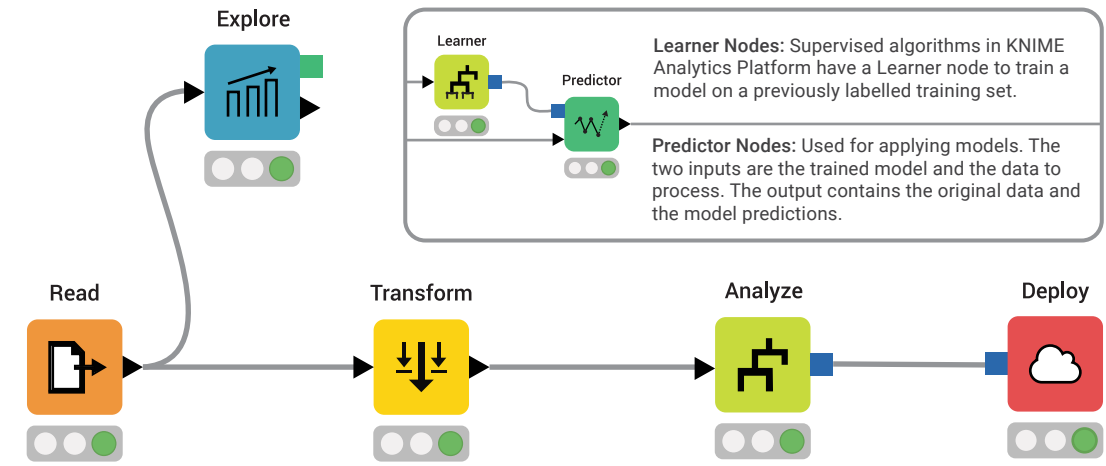 Explore
Learner
Predictor
Learner Nodes: Supervised algorithms in KNIME
Analytics Platform have a Learner node to train a
model on a previously labelled training set.
Predictor Nodes: Used for applying models. The
two inputs are the trained model and the data to
process. The output contains the original data and
the model predictions.
Read
Transform
Analyze
Deploy